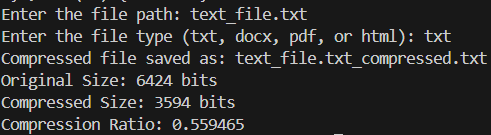 Enter the file path: text_file.txt
Enter the file type (txt, docx, pdf, or html): txt
Compressed file saved as: text_file.txt_compressed.txt
Original Size: 6424 bits
Compressed Size: 3594 bits
Compression Ratio: 0.559465